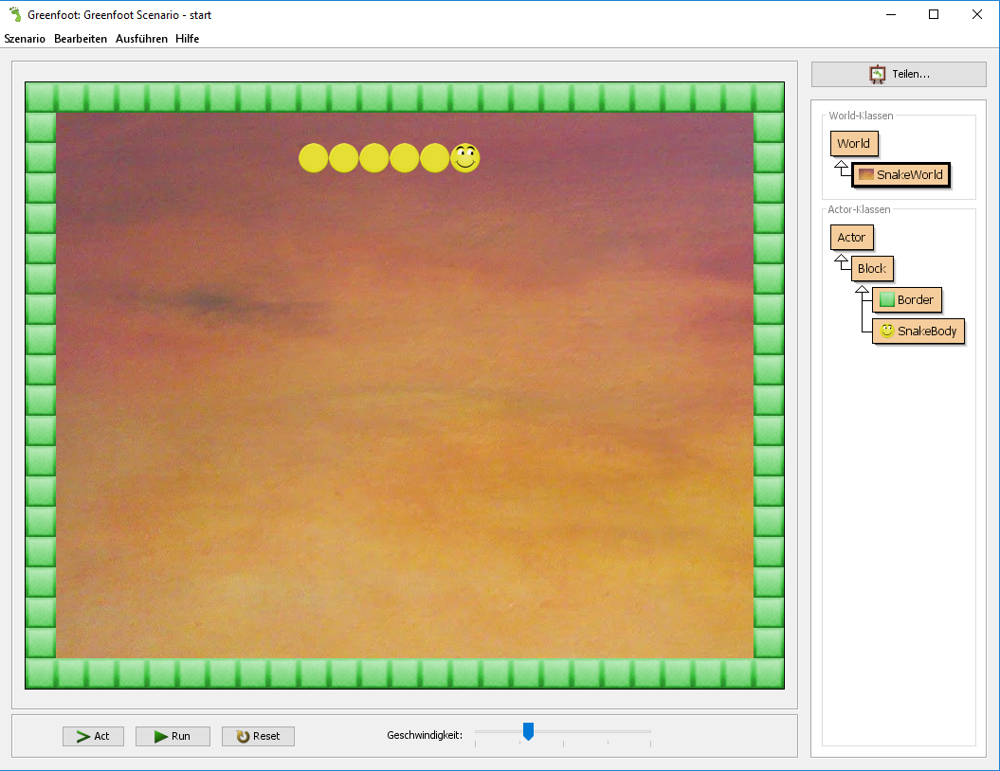 Greenfoot: Greenfoot Scenario - start
Szenario Bearbeiten Ausführen Hilfe
Teilen...
World-Klassen
World
SnakeWorld
Actor-Klassen
Actor
Block
Border
SnakeBody
Act Run Reset Geschwindigkeit: